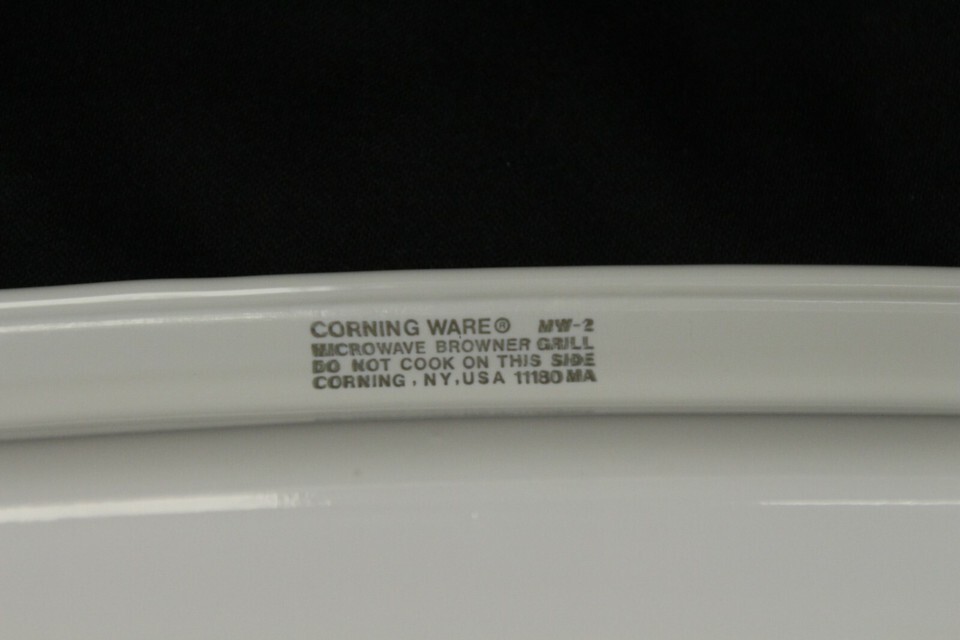 CORNING WARE® MW-2
MICROWAVE BROWNER GRILL
DO NOT COOK ON THIS SIDE
CORNING, NY, USA 11180 MA